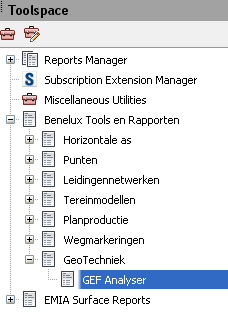 Toolspace
Reports Manager
Subscription Extension Manager
Miscellaneous Utilities
Benelux Tools en Rapporten
Horizontale as
Punten
Leidingennetwerken
Tereinmodellen
Planproductie
Wegmarkeringen
GeoTechniek
GEF Analyser
EMIA Surface Reports